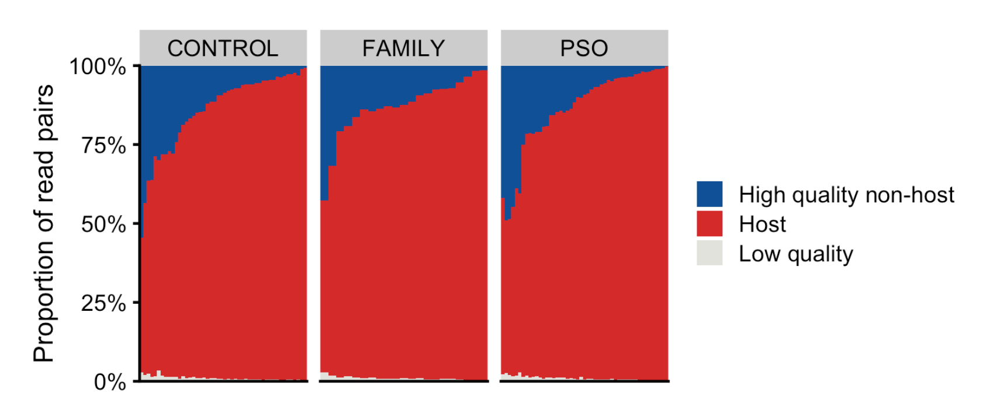 CONTROL FAMILY PSO
100%
75%
50%
25%
0%
Proportion of read pairs
High quality non-host
Host
Low quality